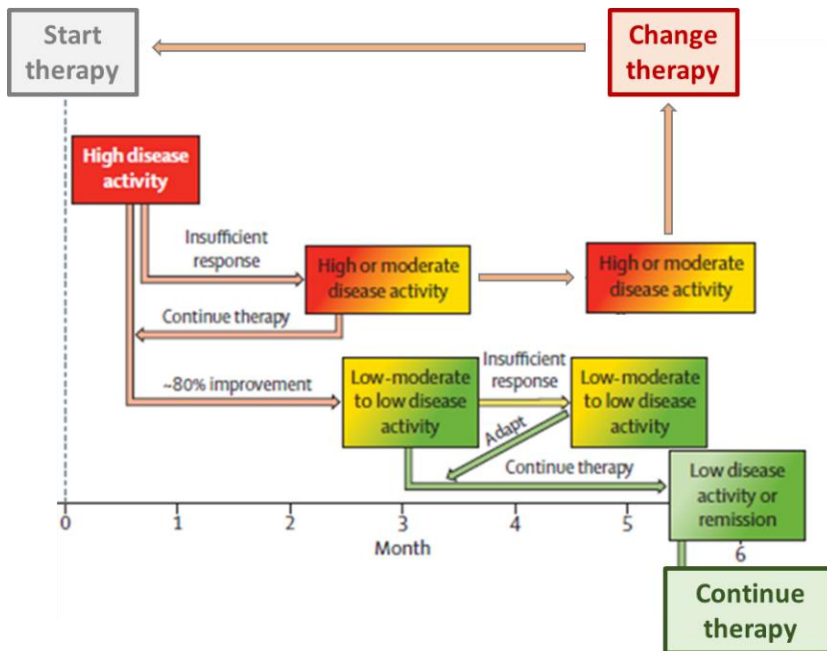 Start
therapy
Change
therapy
High disease
activity
Insufficient
response
High or moderate
disease activity
High or moderate
disease activity
Continue therapy
~80% improvement
Low-moderate
to low disease
activity
Insufficient
response
Low-moderate
to low disease
activity
Adapt
Continue therapy
Low disease
activity or
remission
0
1
2
3
4
5
6
Month
Continue
therapy